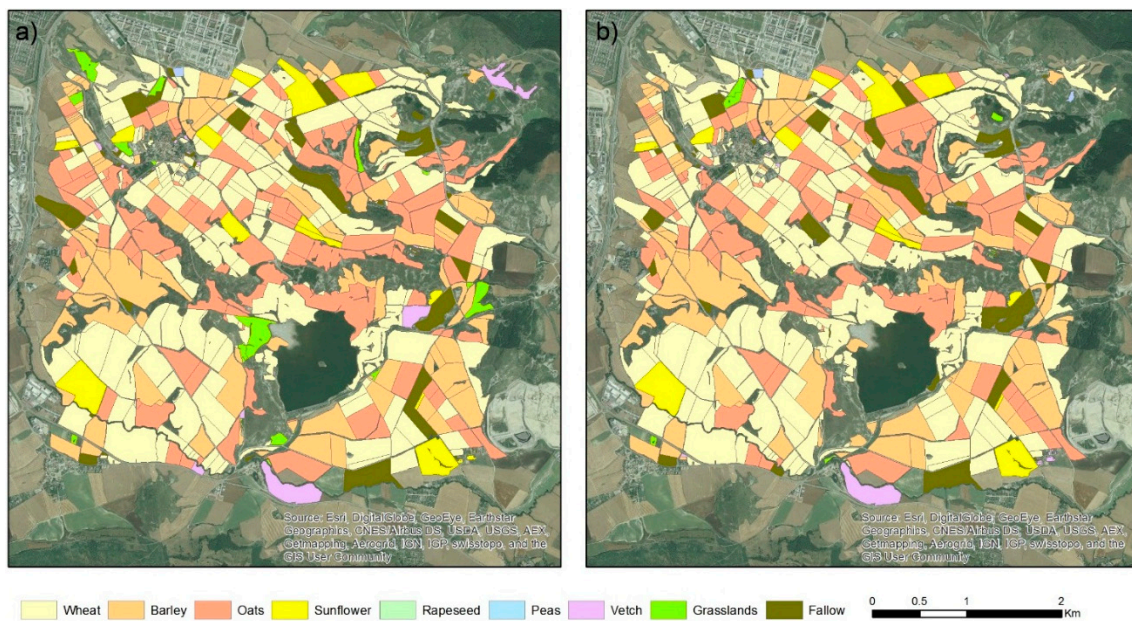 a)
Source: Esri, DigitalGlobe, GeoEye, Earthstar
Geographics, CNES/Airbus DS, USDA, USGS, AEX,
Getmapping, Aerogrid, IGN, IGP, swisstopo, and the
GIS User Community
b)
Source: Esri, DigitalGlobe, GeoEye, Earthstar
Geographics, CNES/Airbus DS, USDA, USGS, AEX,
Getmapping, Aerogrid, IGN, IGP, swisstopo, and the
GIS User Community
Wheat Barley Oats Sunflower Rapeseed Peas Vetch Grasslands Fallow
0 0.5 1 2
Km